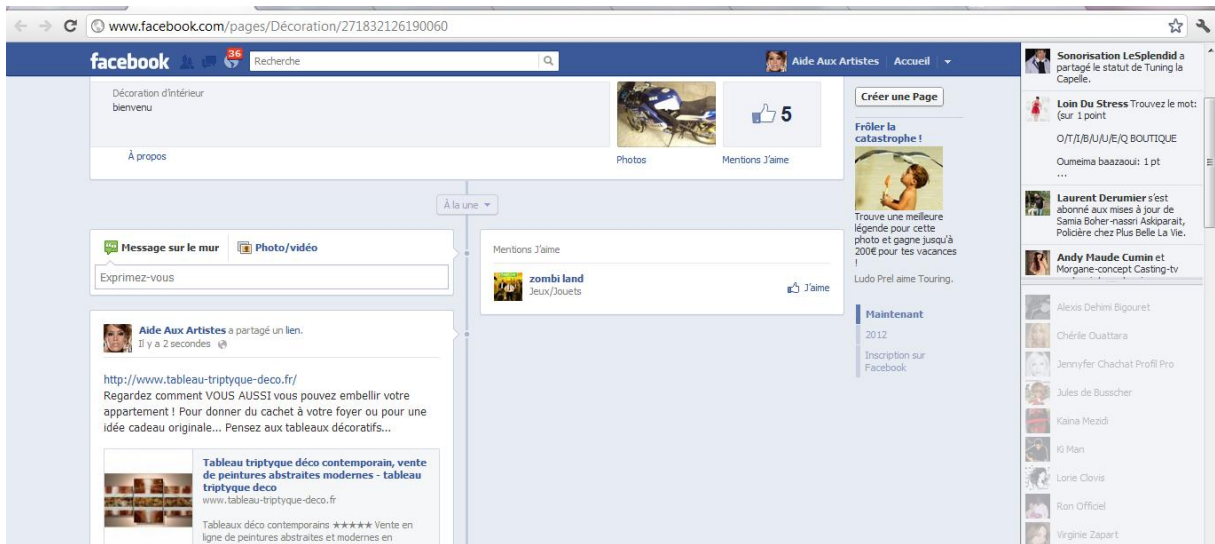 www.facebook.com/pages/Décoration/271832126190060
facebook
36
Recherche
Aide Aux Artistes
Accueil
Décoration d'intérieur
bienvenu
À propos
Photos
5
Mentions J'aime
À la une
Message sur le mur
Photo/vidéo
Exprimez-vous
Aide Aux Artistes a partagé un lien.
Il y a 2 secondes
http://www.tableau-triptyque-deco.fr/
Regardez comment VOUS AUSSI vous pouvez embellir votre
appartement ! Pour donner du cachet à votre foyer ou pour une
idée cadeau originale... Pensez aux tableaux décoratifs...
Tableau triptyque déco contemporain, vente
de peintures abstraites modernes - tableau
triptyque deco
www.tableau-triptyque-deco.fr
Tableaux déco contemporains ★★★★★ Vente en
ligne de peintures abstraites et modernes en
Mentions J'aime
zombi land
Jeux/Jouets
J'aime
Créer une Page
Frôler la
catastrophe !
Trouve une meilleure
légende pour cette
photo et gagne jusqu'à
200€ pour tes vacances
!
Ludo Prel aime Touring.
Maintenant
2012
Inscription sur
Facebook
Sonorisation LeSplendid a
partagé le statut de Tuning la
Capelle.
Loin Du Stress Trouvez le mot:
(sur 1 point
O/T/I/B/U/U/E/Q BOUTIQUE
Oumeima baazaoui: 1 pt
...
Laurent Derumier s'est
abonné aux mises à jour de
Samia Boher-nassri Askiparait,
Policière chez Plus Belle La Vie.
Andy Maude Cumin et
Morgane-concept Casting-tv
Alexis Dehimi Bigouret
Chérile Ouattara
Jennyfer Chachat Profil Pro
Jules de Busscher
Kaina Mezidi
Ki Man
Lorie Clovis
Ron Officiel
Virginie Zapart